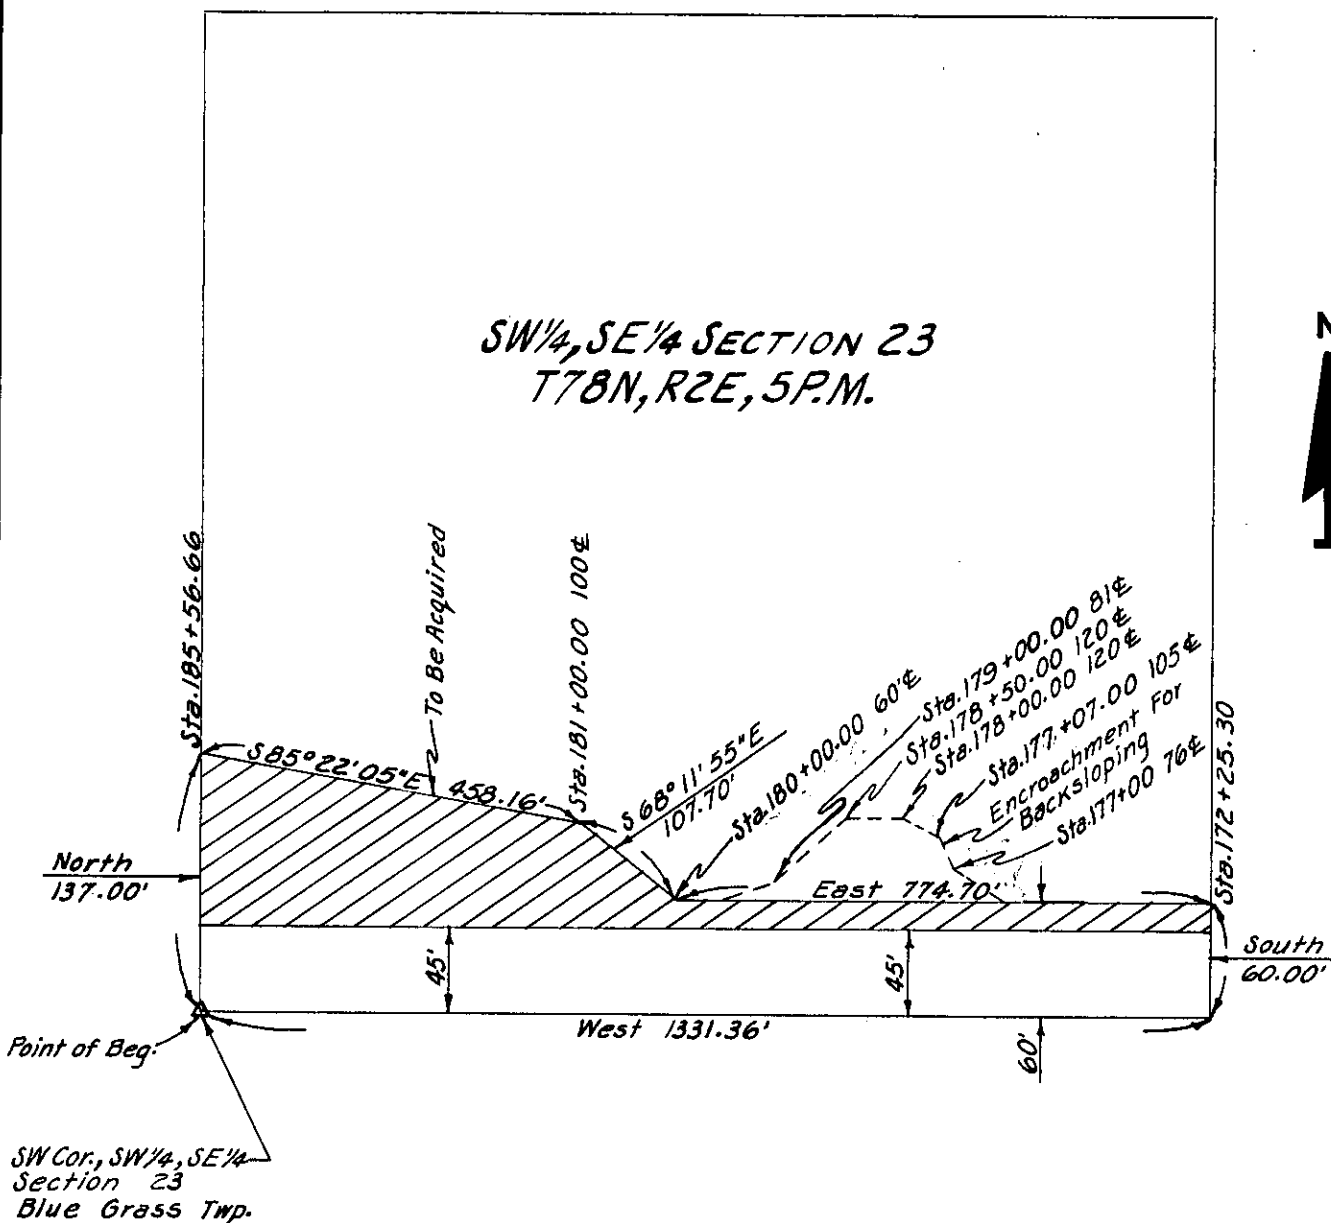 SW¼, SE¼ SECTION 23
T78N, R2E, 5P.M.
N
Sta. 185+56.66
To Be Acquired
Sta. 181+00.00 100 ℄
S 85° 22' 05" E 458.16'
S 68° 11' 55" E
107.70'
Sta. 180+00.00 60' ℄
Sta. 179+00.00 81 ℄
Sta. 178+50.00 120 ℄
Sta. 178+00.00 120 ℄
Sta. 177+07.00 105 ℄
Encroachment For
Backsloping
Sta. 177+00 76 ℄
Sta. 172+25.30
North
137.00'
East 774.70'
45'
45'
South
60.00'
West 1331.36'
60'
Point of Beg.
SW Cor., SW¼, SE¼
Section 23
Blue Grass Twp.